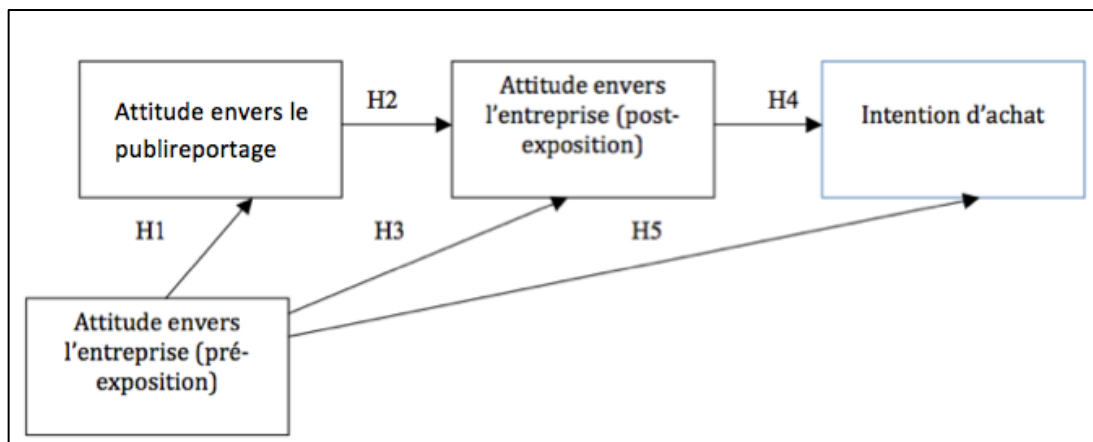 Attitude envers le
publireportage
H2
Attitude envers
l'entreprise (post-
exposition)
H4
Intention d'achat
H1
H3
H5
Attitude envers
l'entreprise (pré-
exposition)